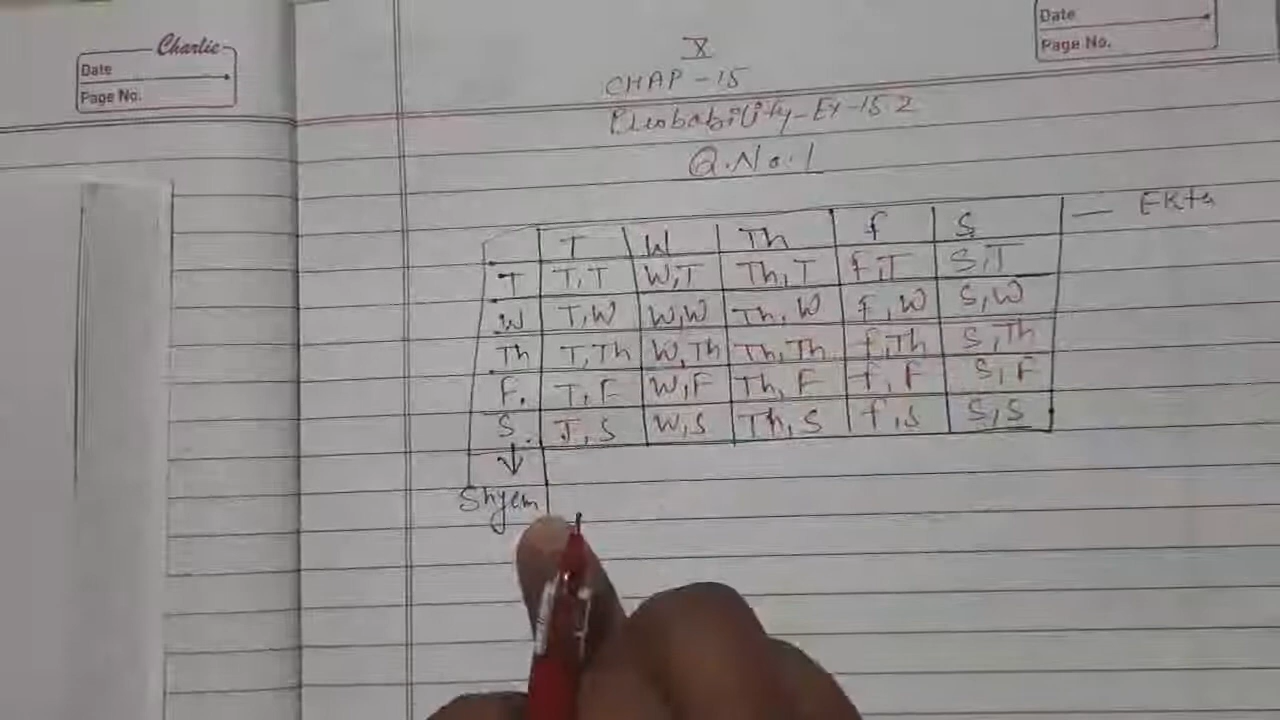 Charlie
Date
Page No.
Date
Page No.
X
CHAP-15
Probability-Ex-15.2
Q.No.1
T W Th f S — Ekta
T T,T W,T Th,T f,T S,T
W T,W W,W Th,W f,W S,W
Th T,Th W,Th Th,Th f,Th S,Th
F. T,F W,F Th,F f,F S,F
S. T,S W,S Th,S f,S S,S
↓
Shyam